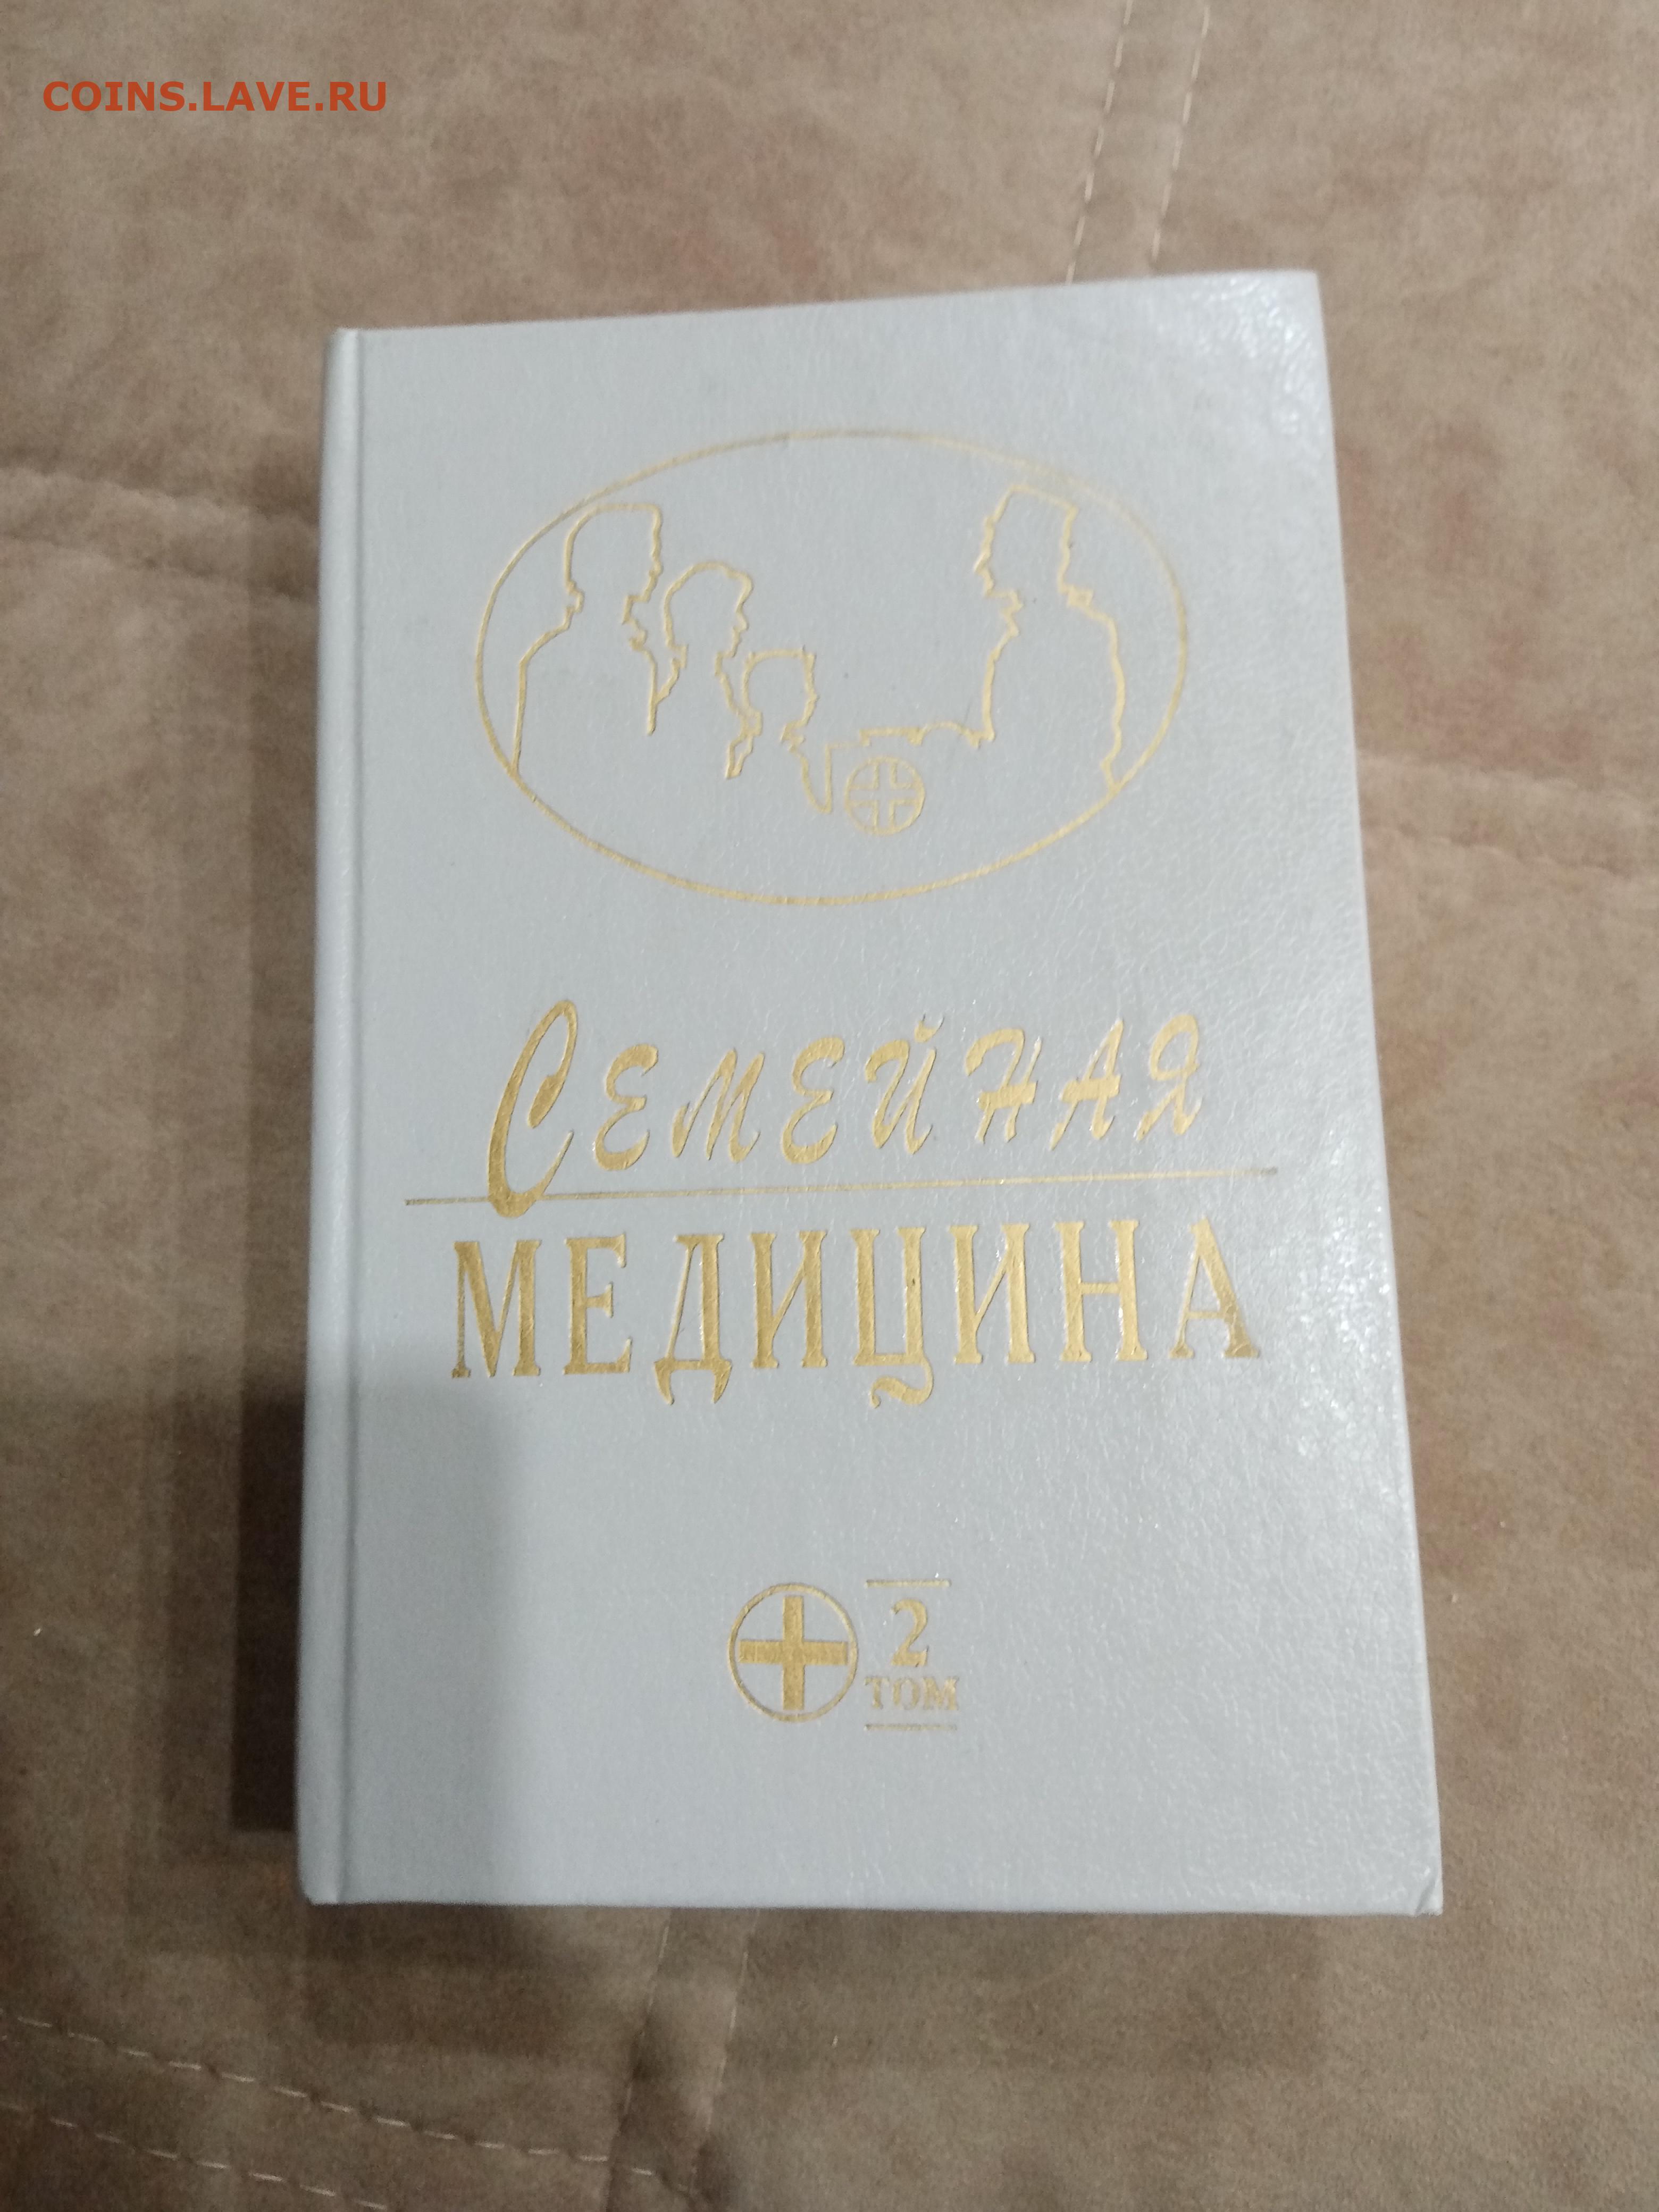 COINS.LAVE.RU
СЕМЕЙНАЯ
МЕДИЦИНА
2
ТОМ